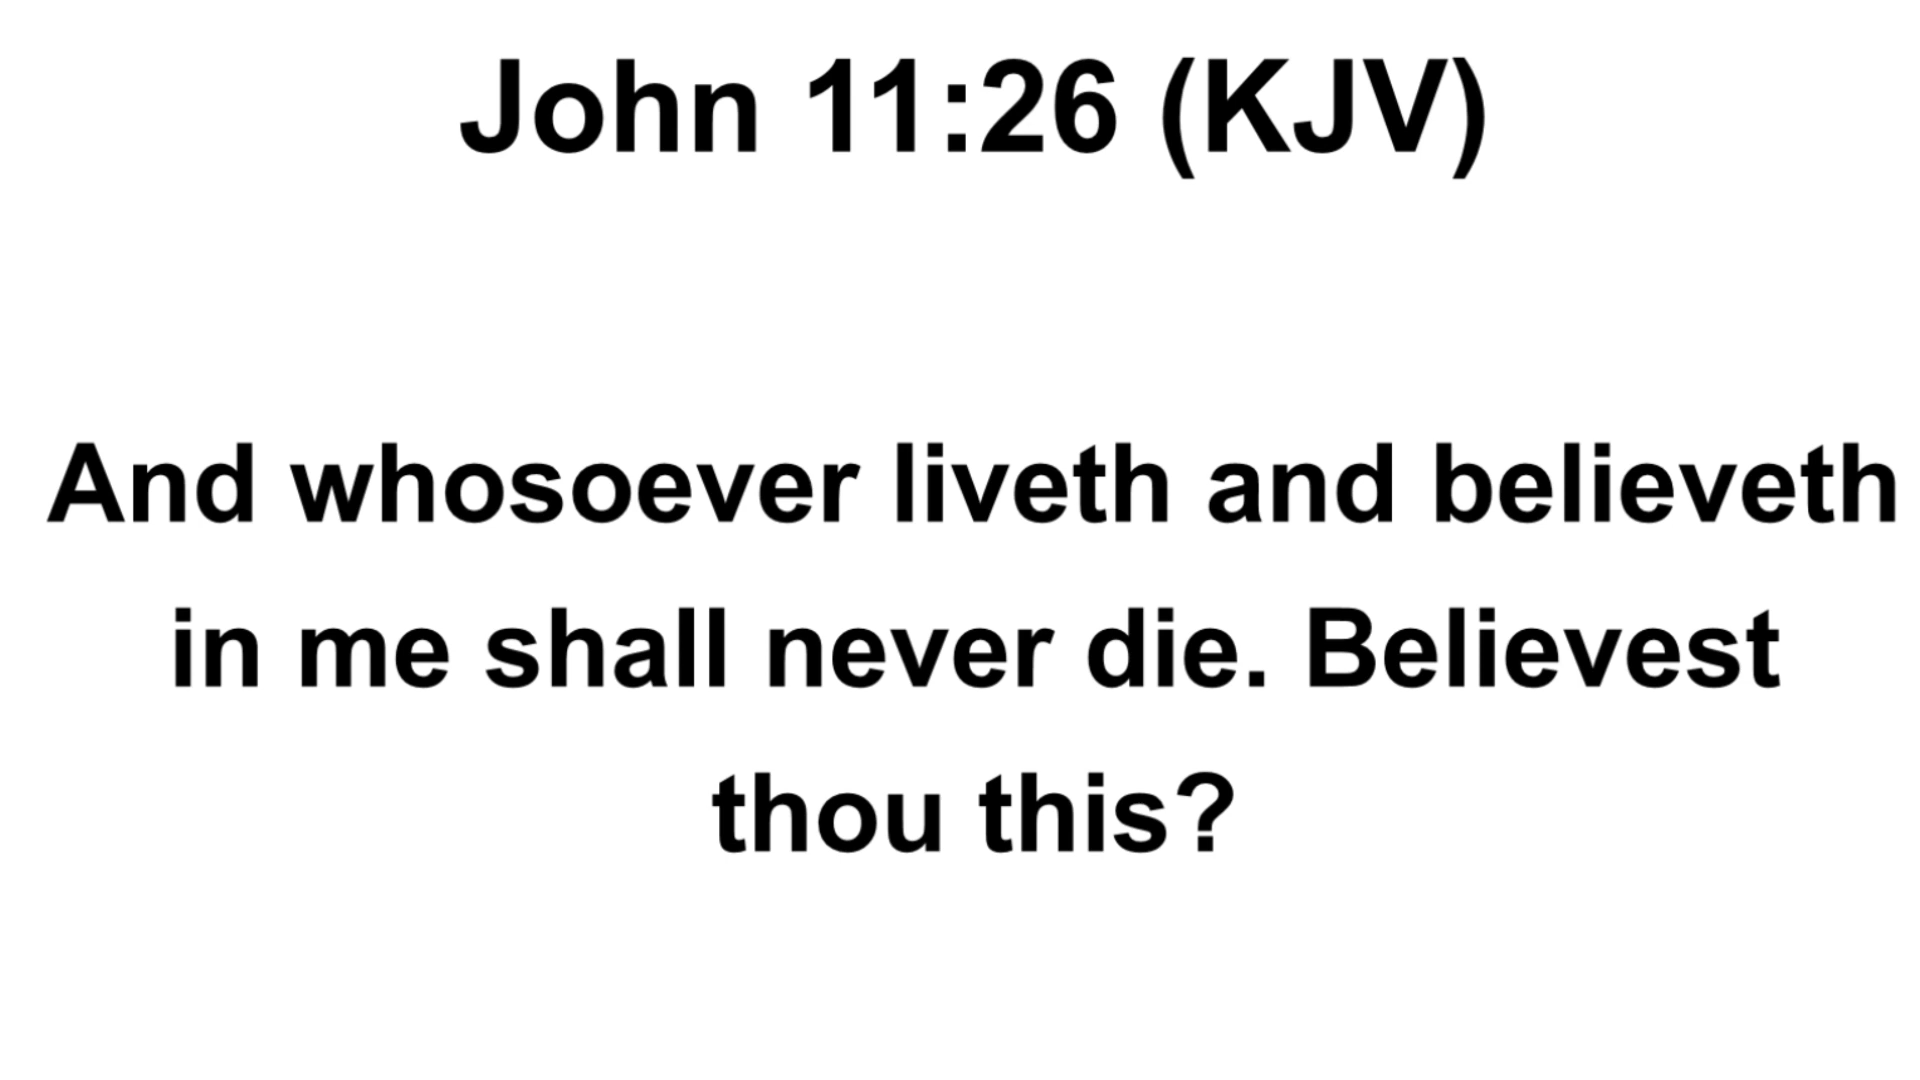 John 11:26 (KJV)
And whosoever liveth and believeth
in me shall never die. Believest
thou this?